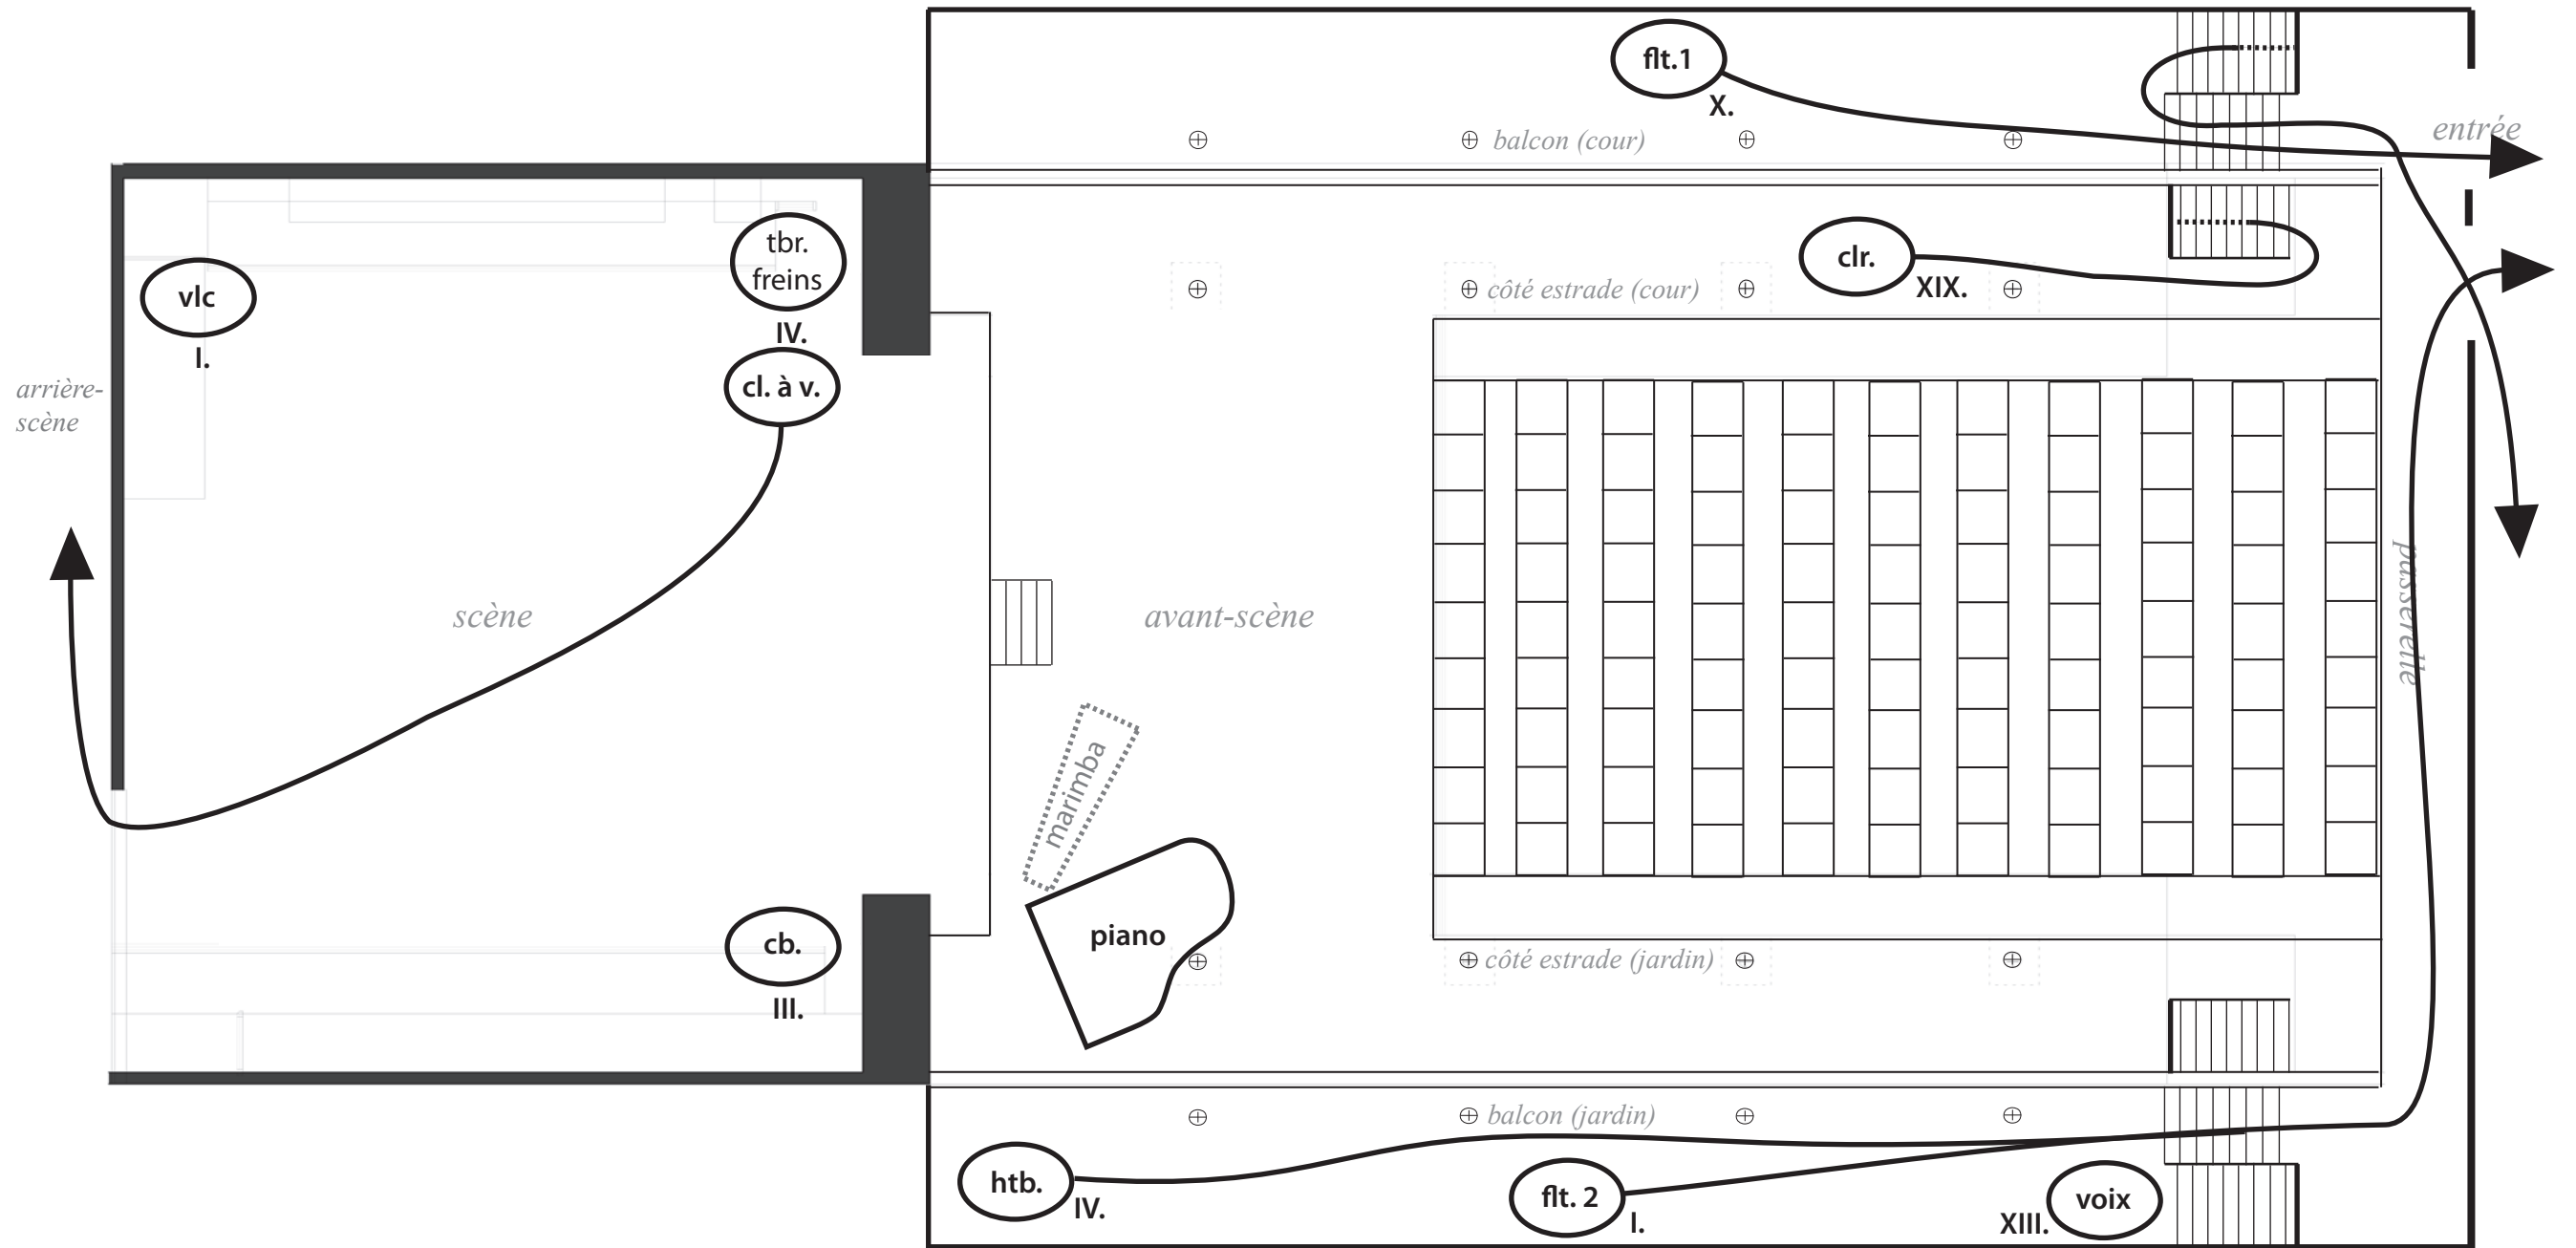 flt.1
X.
entrée
balcon (cour)
tbr.
freins
IV.
clr.
XIX.
vlc
I.
côté estrade (cour)
cl. à v.
arrière-
scène
scène
avant-scène
passerelle
marimba
piano
cb.
III.
côté estrade (jardin)
balcon (jardin)
htb.
IV.
flt. 2
I.
voix
XIII.